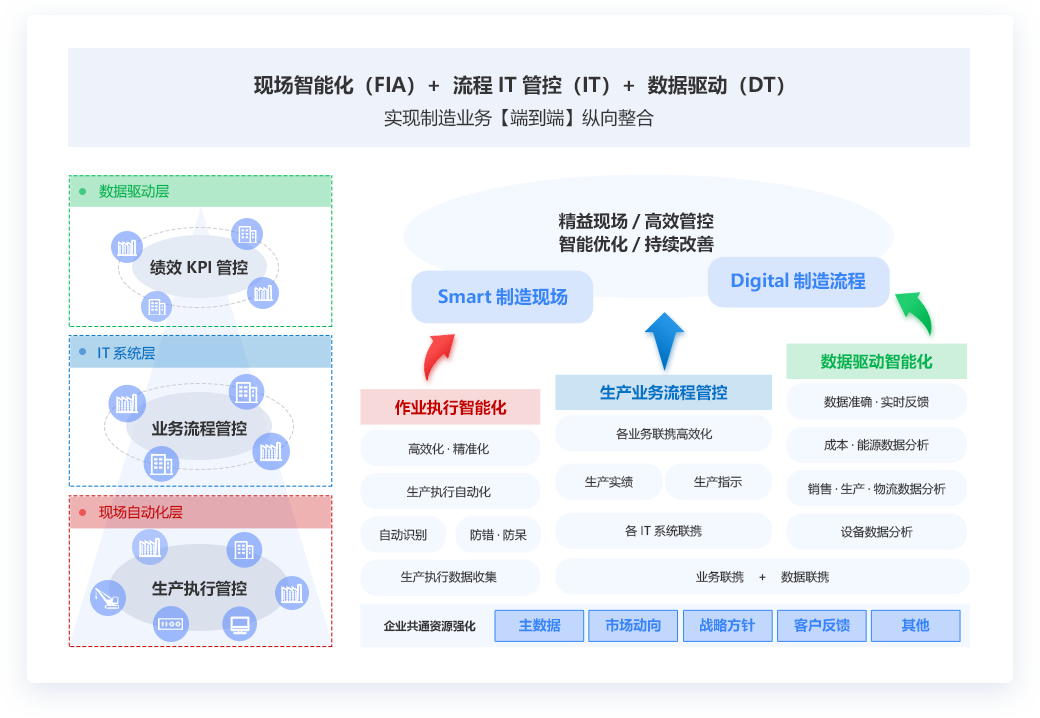 现场智能化（FIA）+ 流程 IT 管控（IT）+ 数据驱动（DT）
实现制造业务【端到端】纵向整合
数据驱动层
绩效 KPI 管控
IT 系统层
业务流程管控
现场自动化层
生产执行管控
精益现场 / 高效管控
智能优化 / 持续改善
Smart 制造现场
Digital 制造流程
作业执行智能化
高效化 · 精准化
生产执行自动化
自动识别
防错 · 防呆
生产执行数据收集
生产业务流程管控
各业务联携高效化
生产实绩
生产指示
各 IT 系统联携
数据驱动智能化
数据准确 · 实时反馈
成本 · 能源数据分析
销售 · 生产 · 物流数据分析
设备数据分析
业务联携 + 数据联携
企业共通资源强化
主数据
市场动向
战略方针
客户反馈
其他